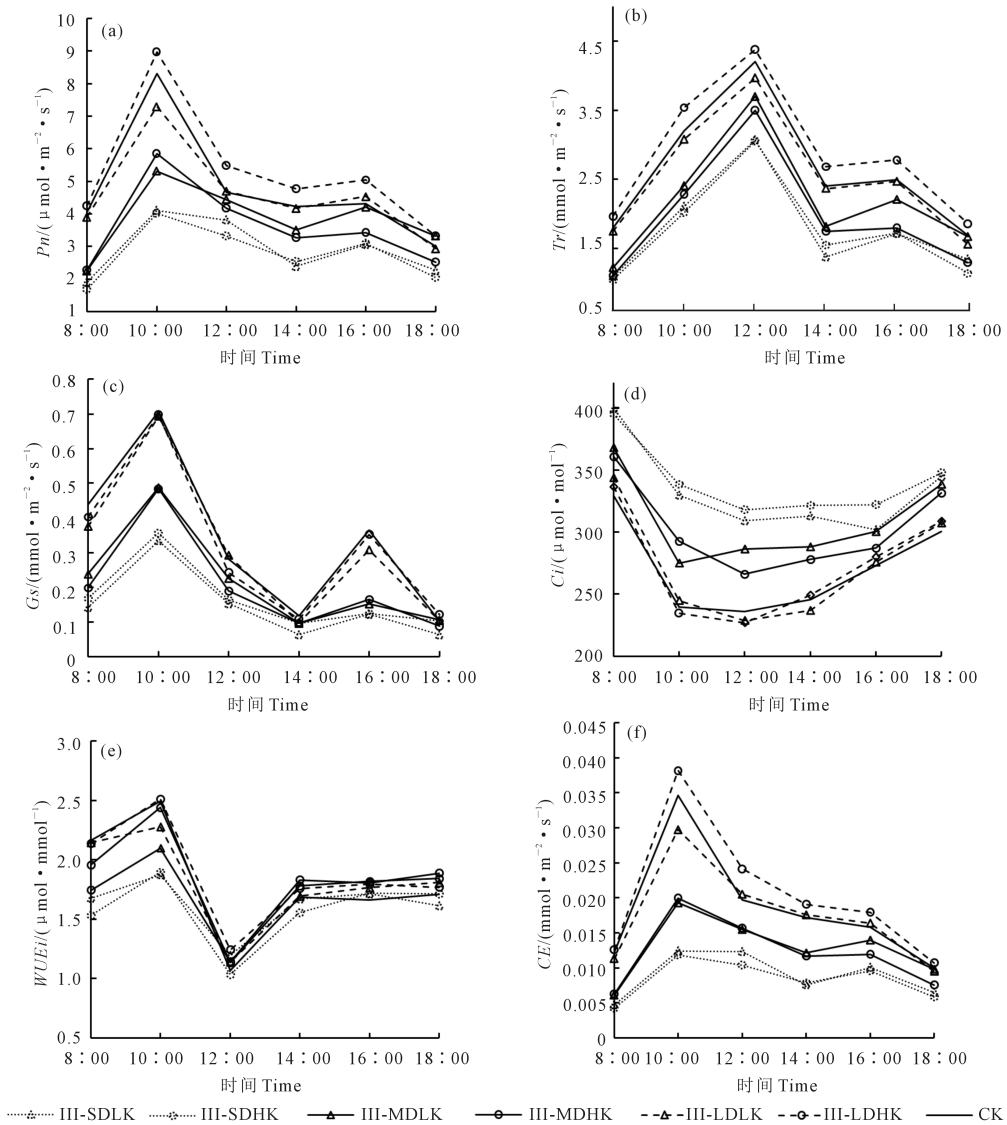 (a)
Pn/(μmol·m⁻²·s⁻¹)
10
9
8
7
6
5
4
3
2
1
8∶00 10∶00 12∶00 14∶00 16∶00 18∶00
时间 Time
(b)
Tr/(mmol·m⁻²·s⁻¹)
4.5
3.5
2.5
1.5
0.5
8∶00 10∶00 12∶00 14∶00 16∶00 18∶00
时间 Time
(c)
Gs/(mmol·m⁻²·s⁻¹)
0.8
0.7
0.6
0.5
0.4
0.3
0.2
0.1
0
8∶00 10∶00 12∶00 14∶00 16∶00 18∶00
时间 Time
(d)
Ci/(μmol·mol⁻¹)
400
350
300
250
200
8∶00 10∶00 12∶00 14∶00 16∶00 18∶00
时间 Time
(e)
WUEi/(μmol·mmol⁻¹)
3.0
2.5
2.0
1.5
1.0
0.5
8∶00 10∶00 12∶00 14∶00 16∶00 18∶00
时间 Time
(f)
CE/(mmol·m⁻²·s⁻¹)
0.045
0.040
0.035
0.030
0.025
0.020
0.015
0.010
0.005
0
8∶00 10∶00 12∶00 14∶00 16∶00 18∶00
时间 Time
III-SDLK III-SDHK III-MDLK III-MDHK III-LDLK III-LDHK CK